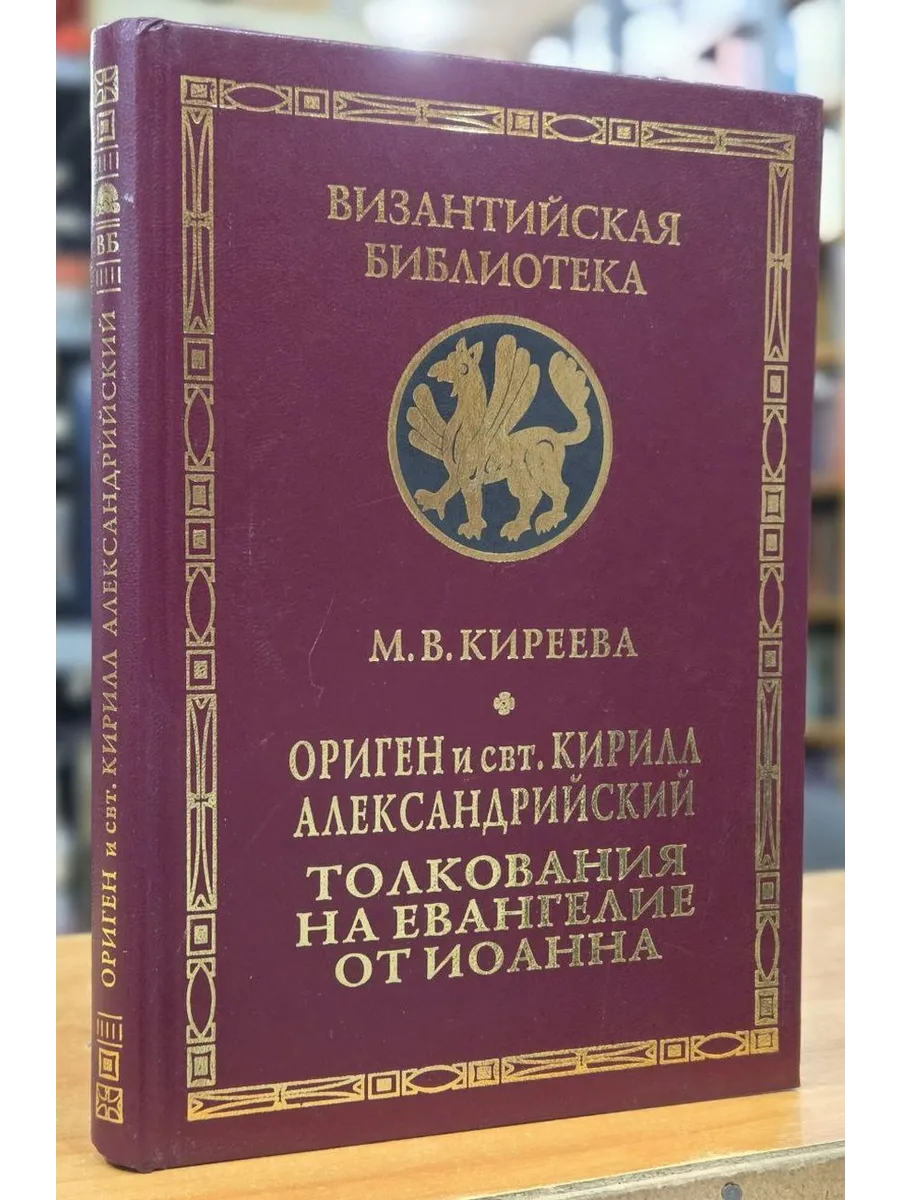 ВИЗАНТИЙСКАЯ
БИБЛИОТЕКА
М. В. КИРЕЕВА
ОРИГЕН и свт. КИРИЛЛ
АЛЕКСАНДРИЙСКИЙ
ТОЛКОВАНИЯ
НА ЕВАНГЕЛИЕ
ОТ ИОАННА
ВБ
ОРИГЕН и свт. КИРИЛЛ АЛЕКСАНДРИЙСКИЙ